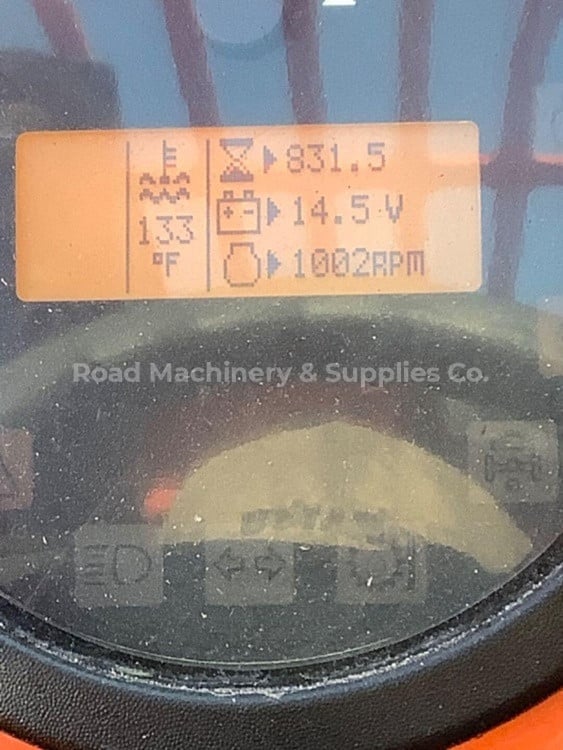 831.5
14.5 V
133
°F
1002RPM
Road Machinery & Supplies Co.